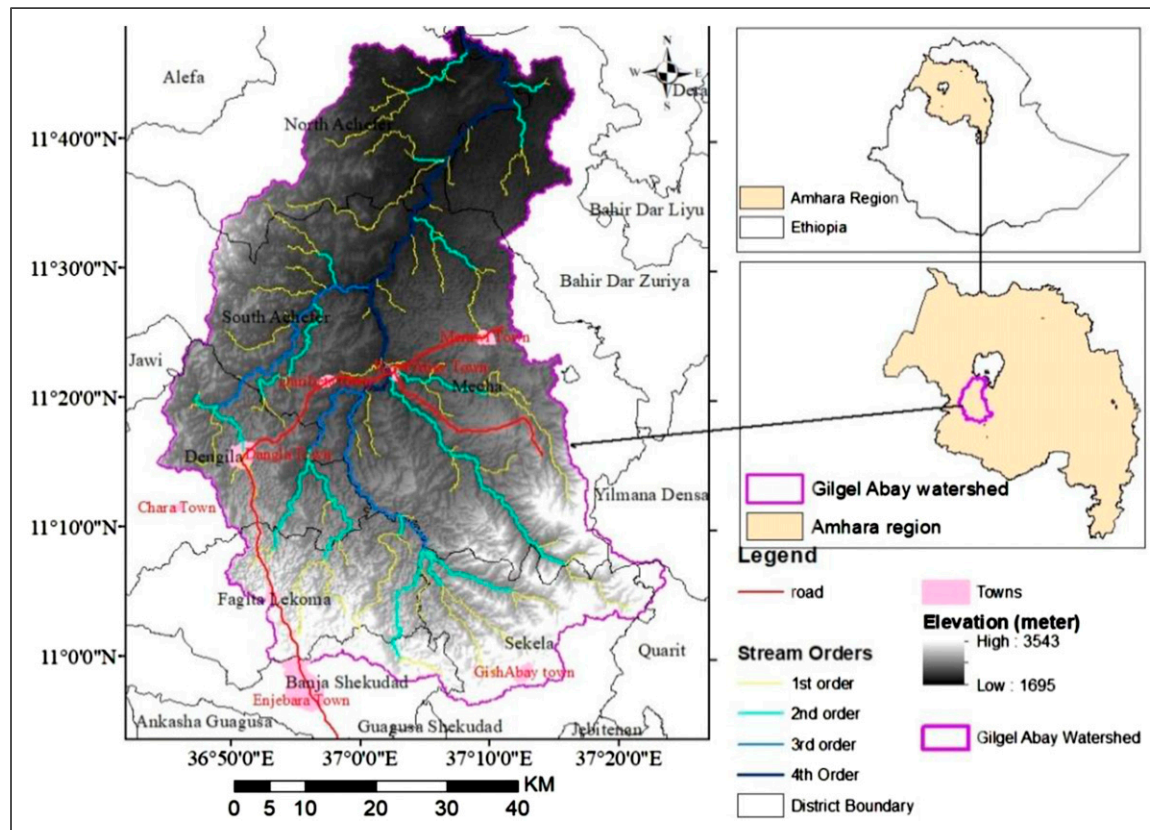 Alefa
N
W
E
S
Dera
North Achefer
11°40'0"N
Bahir Dar Liyu
11°30'0"N
Bahir Dar Zuriya
South Achefer
Jawi
Merawi Town
11°20'0"N
Mecha
Dengila
Dangla Town
Yilmana Densa
Chara Town
11°10'0"N
Fagita Lekoma
Sekela
Quarit
11°0'0"N
GishAbay town
Banja Shekudad
Enjebara Town
Ankasha Guagusa
Guagusa Shekudad
Jebitenan
36°50'0"E
37°0'0"E
37°10'0"E
37°20'0"E
KM
0 5 10 20 30 40
Amhara Region
Ethiopia
Gilgel Abay watershed
Amhara region
Legend
road
Towns
Elevation (meter)
High : 3543
Low : 1695
Stream Orders
1st order
2nd order
3rd order
4th Order
Gilgel Abay Watershed
District Boundary